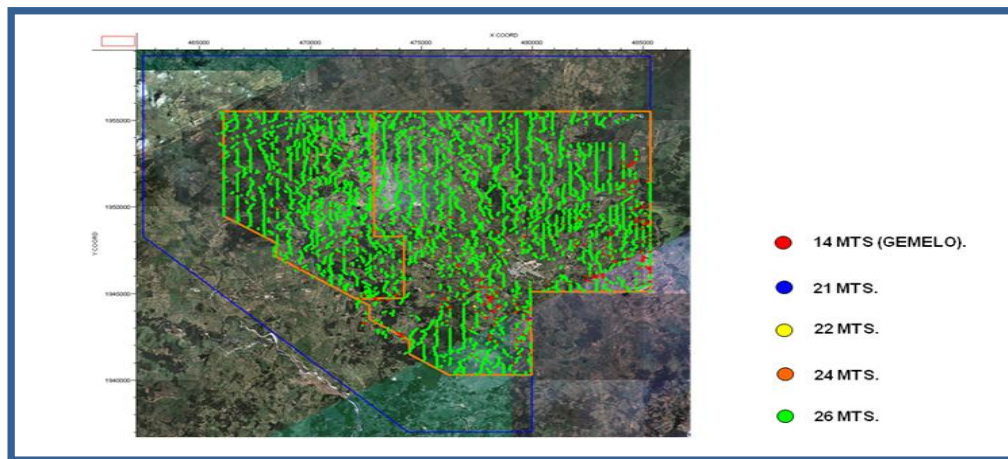 X COORD
465000 470000 475000 480000 485000
Y COORD
1955000
1950000
1945000
1940000
14 MTS (GEMELO).
21 MTS.
22 MTS.
24 MTS.
26 MTS.